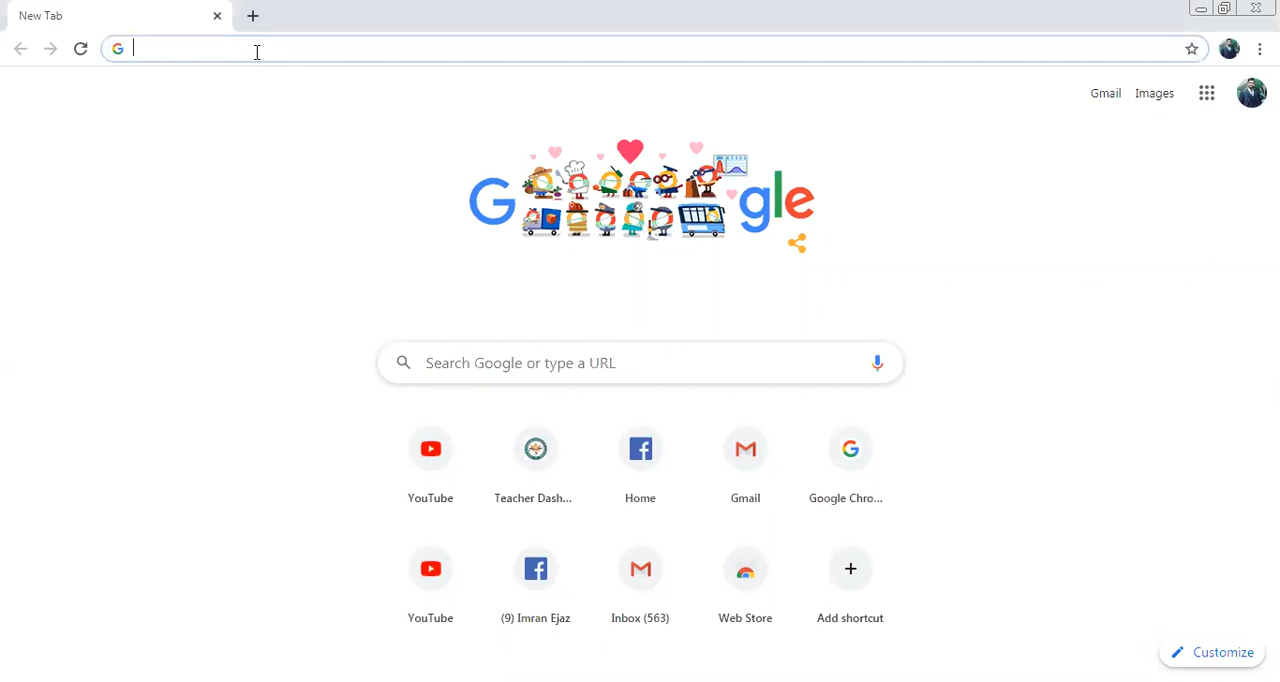 New Tab
Gmail Images
G gle
Search Google or type a URL
YouTube
Teacher Dash...
Home
Gmail
Google Chro...
YouTube
(9) Imran Ejaz
Inbox (563)
Web Store
Add shortcut
Customize